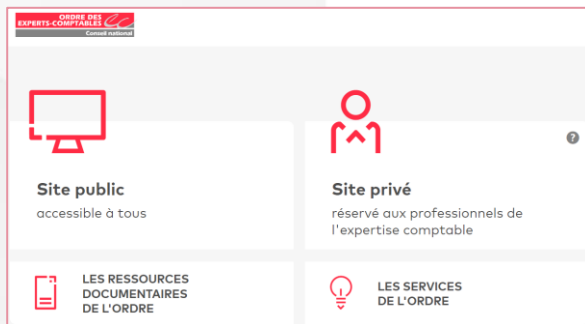 ORDRE DES
EXPERTS-COMPTABLES
Conseil national
Site public
accessible à tous
Site privé
réservé aux professionnels de
l'expertise comptable
?
LES RESSOURCES
DOCUMENTAIRES
DE L'ORDRE
LES SERVICES
DE L'ORDRE